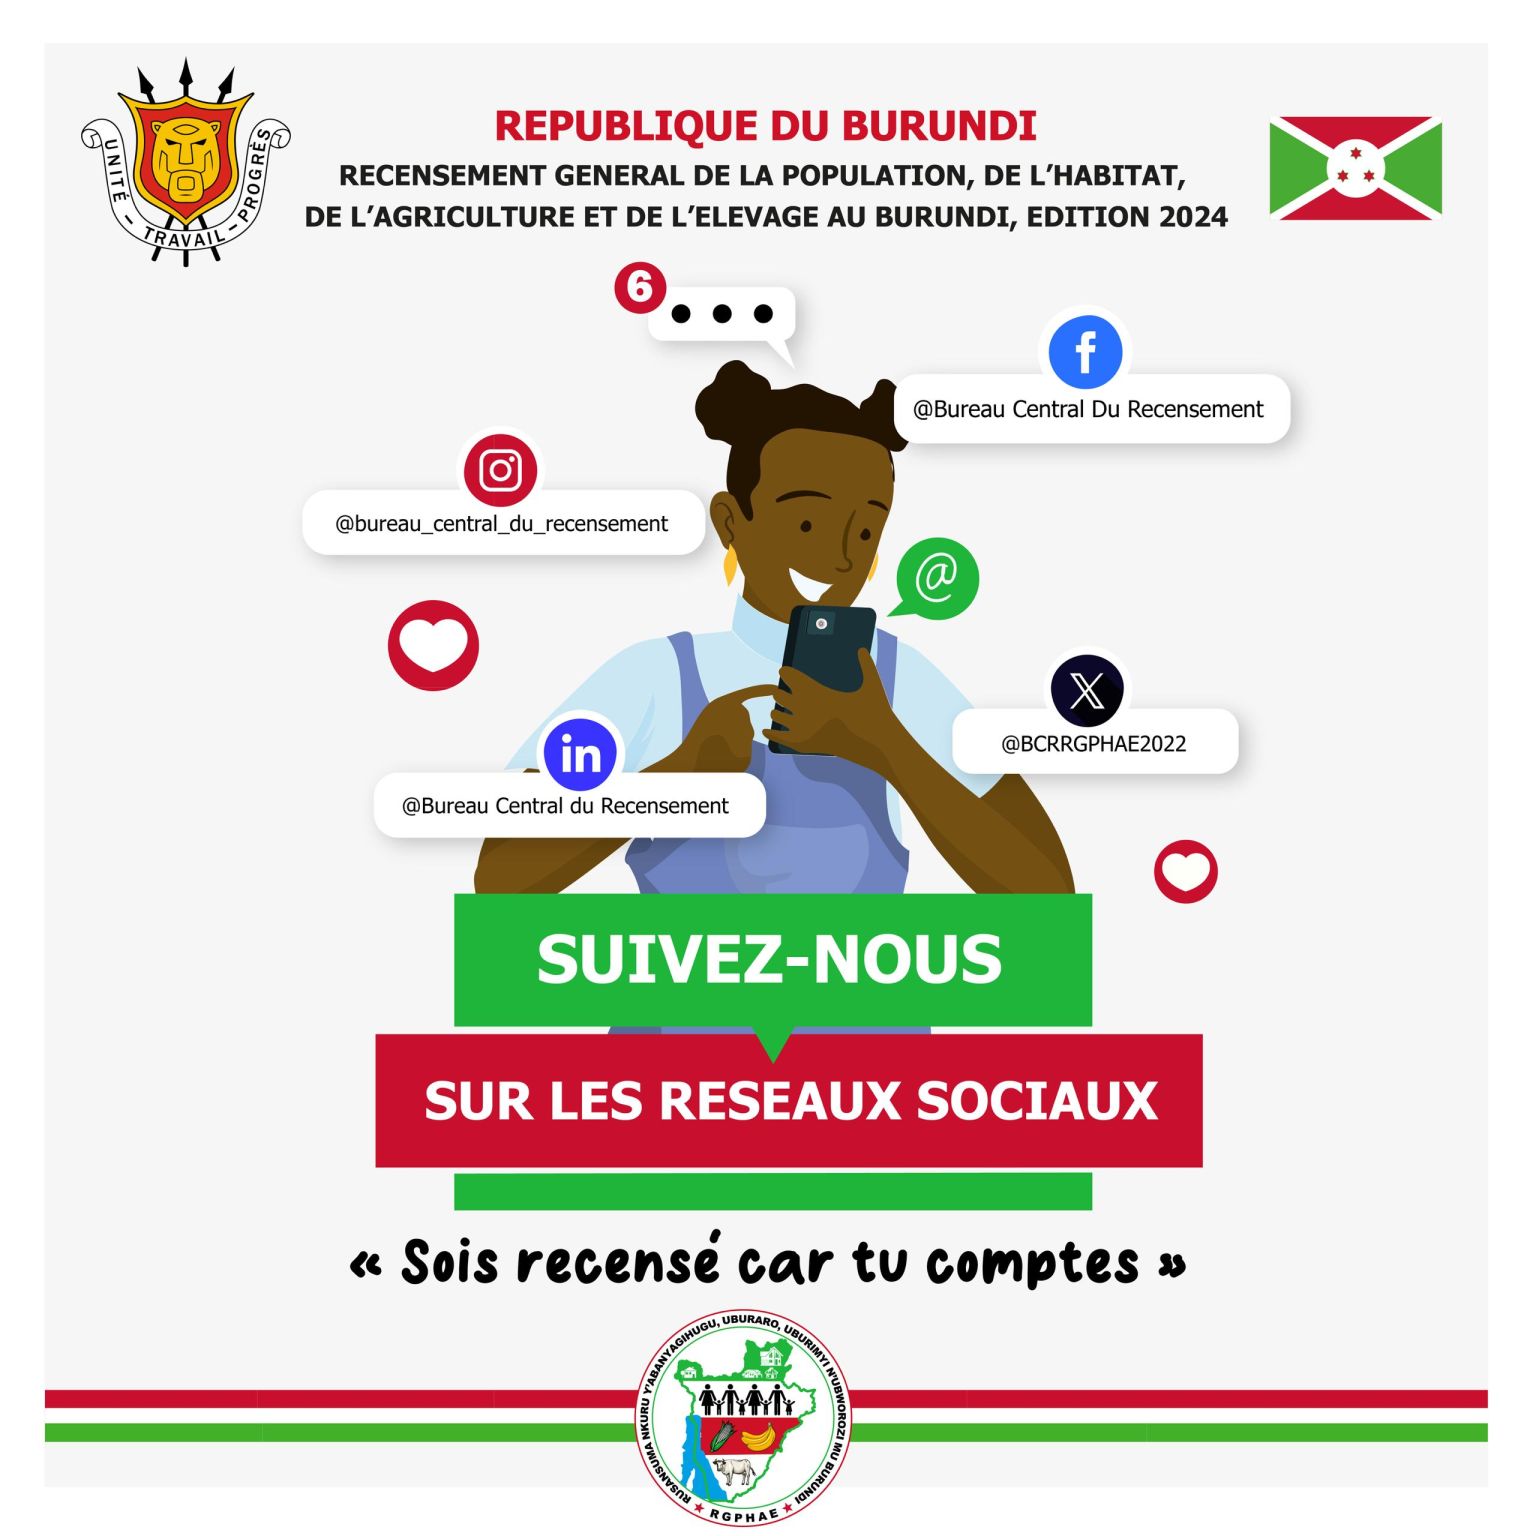 REPUBLIQUE DU BURUNDI
RECENSEMENT GENERAL DE LA POPULATION, DE L’HABITAT,
DE L’AGRICULTURE ET DE L’ELEVAGE AU BURUNDI, EDITION 2024
UNITÉ - TRAVAIL - PROGRÈS
6
f
@Bureau Central Du Recensement
@bureau_central_du_recensement
@
X
@BCRRGPHAE2022
in
@Bureau Central du Recensement
SUIVEZ-NOUS
SUR LES RESEAUX SOCIAUX
« Sois recensé car tu comptes »
RUSANSUMA NKURU Y'ABANYAGIHUGU, UBURARO, UBURIMYI N'UBWOROZI MU BURUNDI
RGPHAE